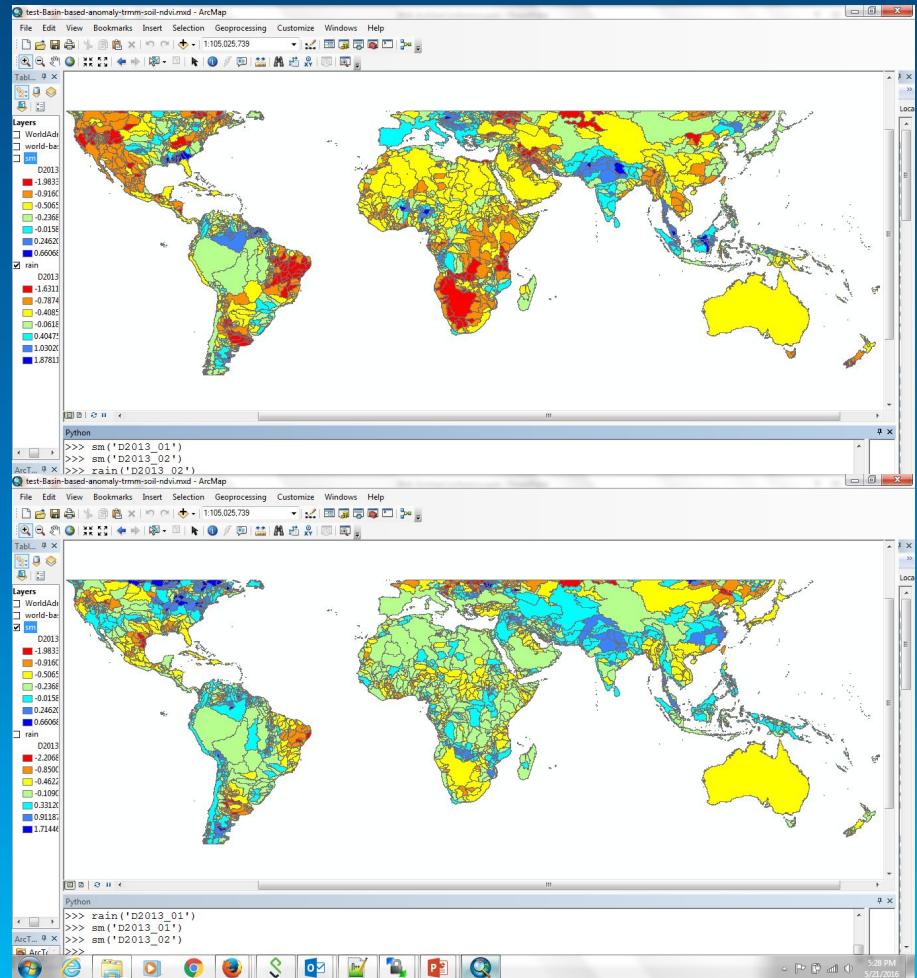 test-Basin-based-anomaly-trmm-soil-ndvi.mxd - ArcMap
File Edit View Bookmarks Insert Selection Geoprocessing Customize Windows Help
1:105,025,739
Tabl...
Layers
WorldAdr
world-ba
sm
D2013
-1.9833
-0.9160
-0.5065
-0.2368
-0.0158
0.24620
0.66068
rain
D2013
-1.6311
-0.7874
-0.4085
-0.0618
0.40475
1.03020
1.87811
Loca
Python
>>> sm('D2013_01')
>>> sm('D2013_02')
>>> rain('D2013_02')
ArcT...
test-Basin-based-anomaly-trmm-soil-ndvi.mxd - ArcMap
File Edit View Bookmarks Insert Selection Geoprocessing Customize Windows Help
1:105,025,739
Tabl...
Layers
WorldAdr
world-ba
sm
D2013
-1.9833
-0.9160
-0.5065
-0.2368
-0.0158
0.24620
0.66068
rain
D2013
-2.2068
-0.8500
-0.4622
-0.1090
0.33120
0.91187
1.71446
Loca
Python
>>> rain('D2013_01')
>>> sm('D2013_01')
>>> sm('D2013_02')
>>>
ArcT...
ArcTo
5:28 PM
5/21/2016